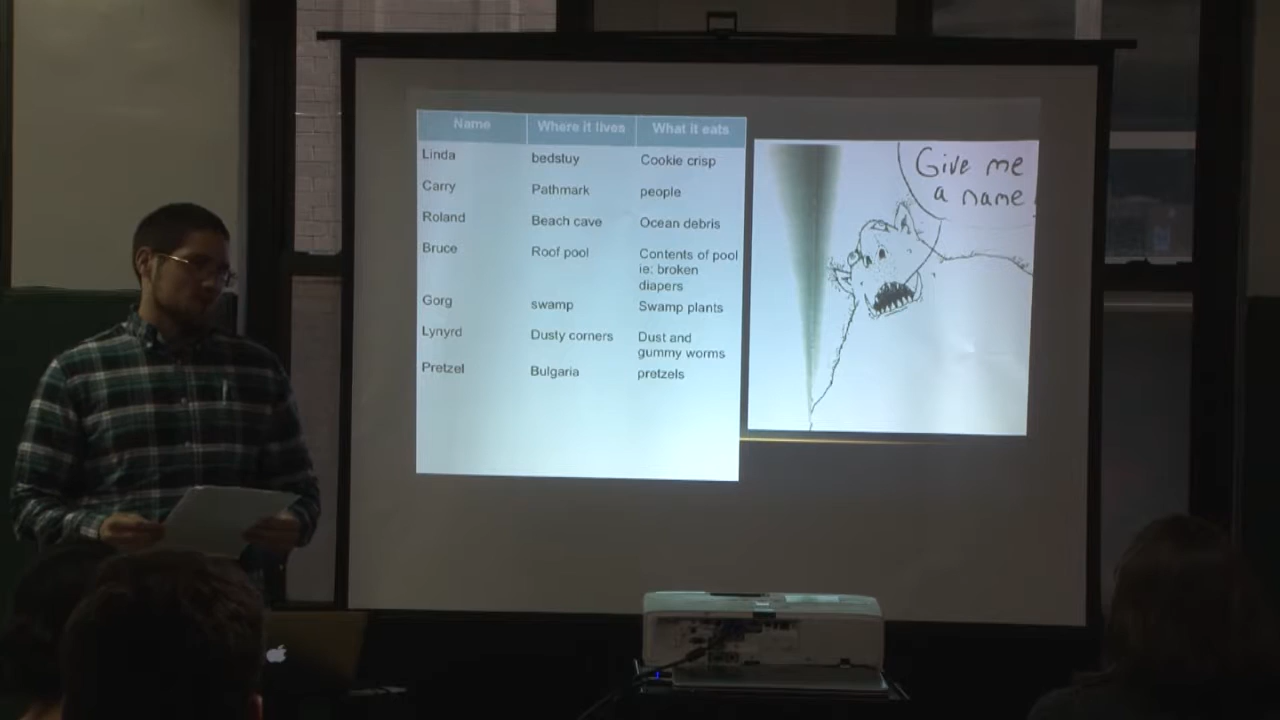 Name Where it lives What it eats
Linda bedstuy Cookie crisp
Carry Pathmark people
Roland Beach cave Ocean debris
Bruce Roof pool Contents of pool
ie: broken
diapers
Gorg swamp Swamp plants
Lynyrd Dusty corners Dust and
gummy worms
Pretzel Bulgaria pretzels
Give me
a name